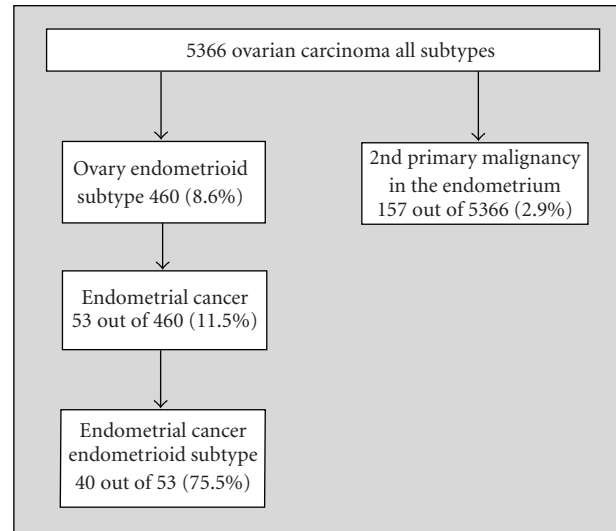 5366 ovarian carcinoma all subtypes
Ovary endometrioid
subtype 460 (8.6%)
2nd primary malignancy
in the endometrium
157 out of 5366 (2.9%)
Endometrial cancer
53 out of 460 (11.5%)
Endometrial cancer
endometrioid subtype
40 out of 53 (75.5%)